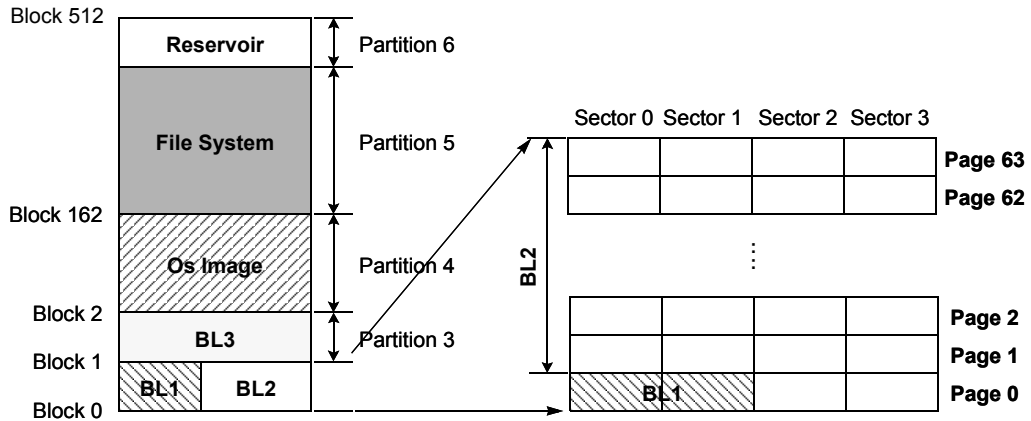 Block 512
Reservoir
Partition 6
File System
Partition 5
Block 162
Os Image
Partition 4
Block 2
BL3
Partition 3
Block 1
BL1
BL2
Block 0
Sector 0 Sector 1 Sector 2 Sector 3
Page 63
Page 62
BL2
Page 2
Page 1
BL1
Page 0